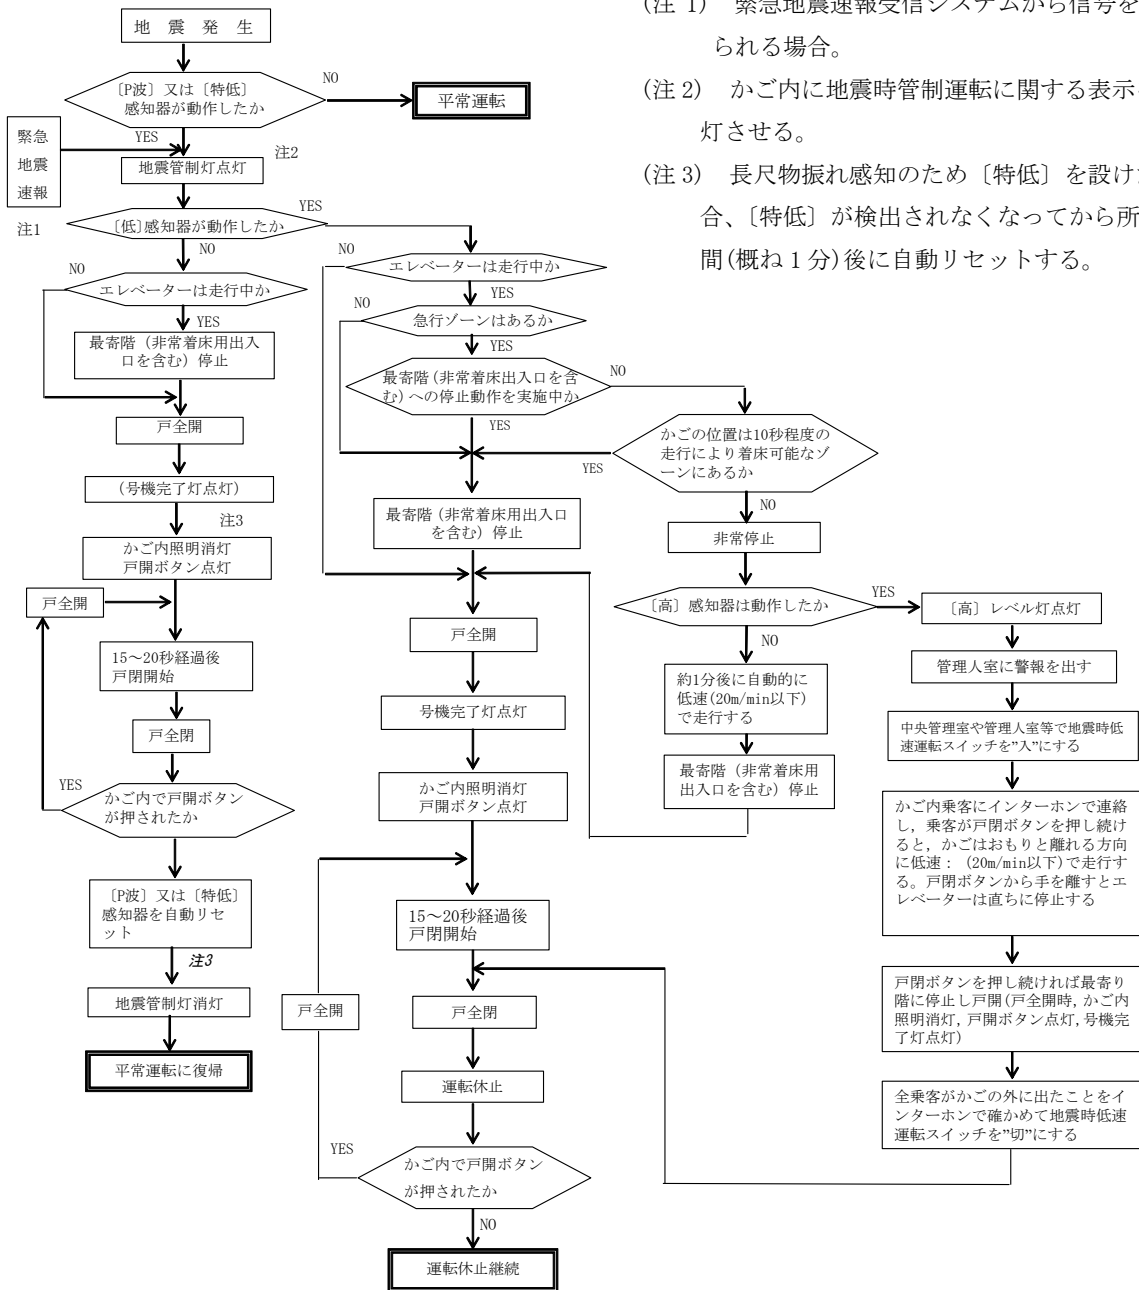 (注 1)　緊急地震速報受信システムから信号を
られる場合。
(注 2)　かご内に地震時管制運転に関する表示
灯させる。
(注 3)　長尺物振れ感知のため〔特低〕を設け
合、〔特低〕が検出されなくなってから所
間(概ね 1 分)後に自動リセットする。
地　震　発　生
〔P波〕又は〔特低〕
感知器が動作したか
NO
平常運転
YES
緊急
地震
速報
注1
注2
地震管制灯点灯
〔低〕感知器が動作したか
YES
NO
NO
エレベーターは走行中か
YES
最寄階（非常着床用出入
口を含む）停止
戸全開
(号機完了灯点灯)
注3
かご内照明消灯
戸開ボタン点灯
戸全開
15～20秒経過後
戸閉開始
戸全閉
YES
かご内で戸開ボタン
が押されたか
〔P波〕又は〔特低〕
感知器を自動リセ
ット
注3
地震管制灯消灯
平常運転に復帰
NO
エレベーターは走行中か
YES
NO
急行ゾーンはあるか
YES
最寄階(非常着床出入口を含
む)への停止動作を実施中か
NO
YES
かごの位置は10秒程度の
走行により着床可能なゾ
ーンにあるか
YES
NO
最寄階（非常着床用出入口
を含む）停止
非常停止
〔高〕感知器は動作したか
YES
NO
戸全開
約1分後に自動的に
低速(20m/min以下)
で走行する
号機完了灯点灯
最寄階（非常着床用
出入口を含む）停止
かご内照明消灯
戸開ボタン点灯
15～20秒経過後
戸閉開始
戸全開
戸全閉
運転休止
YES
かご内で戸開ボタン
が押されたか
NO
運転休止継続
〔高〕レベル灯点灯
管理人室に警報を出す
中央管理室や管理人室等で地震時低
速運転スイッチを”入”にする
かご内乗客にインターホンで連絡
し，乗客が戸閉ボタンを押し続け
ると，かごはおもりと離れる方向
に低速：（20m/min以下)で走行す
る。戸閉ボタンから手を離すとエ
レベーターは直ちに停止する
戸閉ボタンを押し続ければ最寄り
階に停止し戸開(戸全開時，かご内
照明消灯，戸開ボタン点灯，号機完
了灯点灯)
全乗客がかごの外に出たことをイ
ンターホンで確かめて地震時低速
運転スイッチを”切”にする